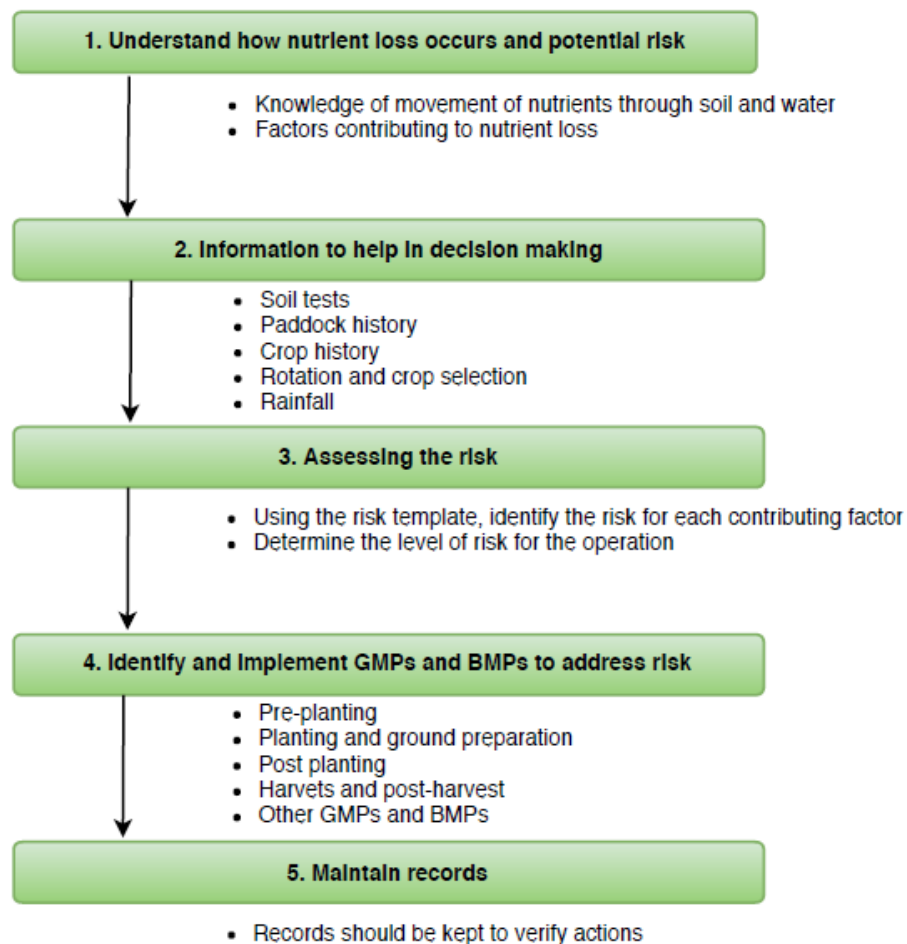 1. Understand how nutrient loss occurs and potential risk
• Knowledge of movement of nutrients through soil and water
• Factors contributing to nutrient loss
2. Information to help in decision making
• Soil tests
• Paddock history
• Crop history
• Rotation and crop selection
• Rainfall
3. Assessing the risk
• Using the risk template, identify the risk for each contributing factor
• Determine the level of risk for the operation
4. Identify and implement GMPs and BMPs to address risk
• Pre-planting
• Planting and ground preparation
• Post planting
• Harvets and post-harvest
• Other GMPs and BMPs
5. Maintain records
• Records should be kept to verify actions